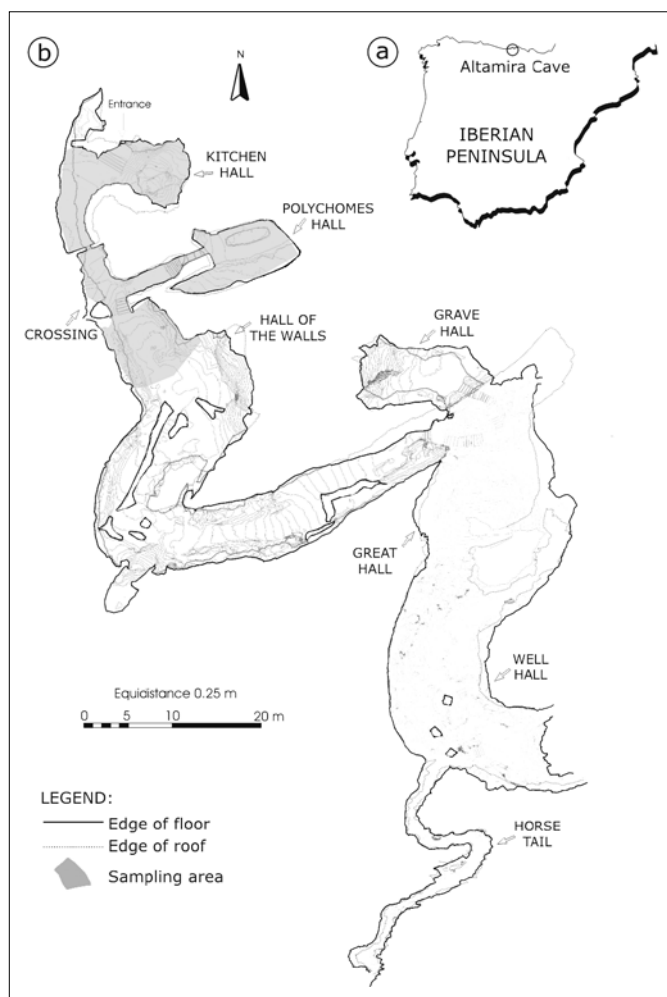 b
N
Entrance
KITCHEN
HALL
POLYCHOMES
HALL
CROSSING
HALL OF
THE WALLS
a
Altamira Cave
IBERIAN
PENINSULA
GRAVE
HALL
GREAT
HALL
WELL
HALL
HORSE
TAIL
Equidistance 0.25 m
0 5 10 20 m
LEGEND:
Edge of floor
Edge of roof
Sampling area